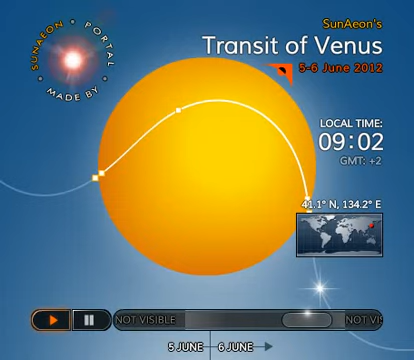 SUNAEON • PORTAL
• MADE BY •
SunAeon's
Transit of Venus
5-6 June 2012
LOCAL TIME:
09:02
GMT: +2
41.1° N, 134.2° E
NOT VISIBLE
NOT VIS
5 JUNE
6 JUNE